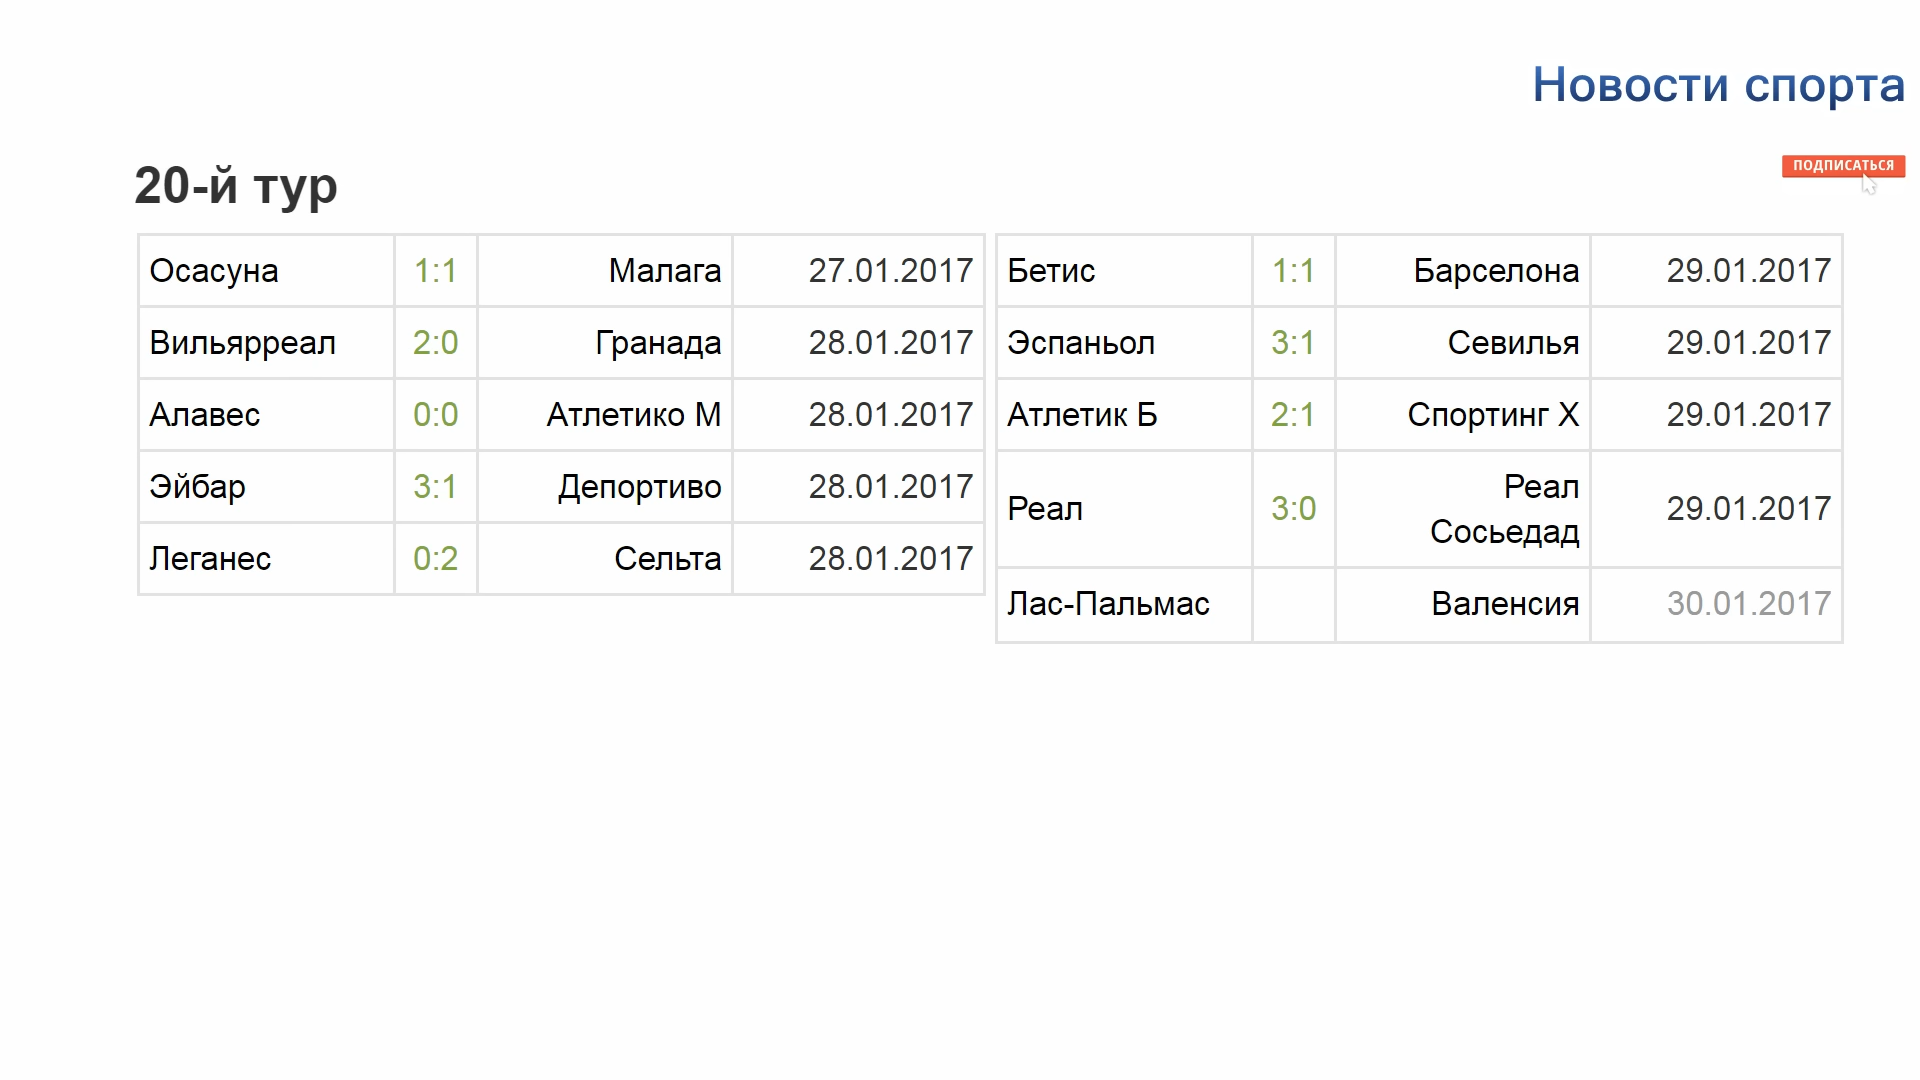 Новости спорта
ПОДПИСАТЬСЯ
20-й тур
Осасуна 1:1 Малага 27.01.2017
Вильярреал 2:0 Гранада 28.01.2017
Алавес 0:0 Атлетико М 28.01.2017
Эйбар 3:1 Депортиво 28.01.2017
Леганес 0:2 Сельта 28.01.2017
Бетис 1:1 Барселона 29.01.2017
Эспаньол 3:1 Севилья 29.01.2017
Атлетик Б 2:1 Спортинг Х 29.01.2017
Реал 3:0 Реал
Сосьедад 29.01.2017
Лас-Пальмас Валенсия 30.01.2017